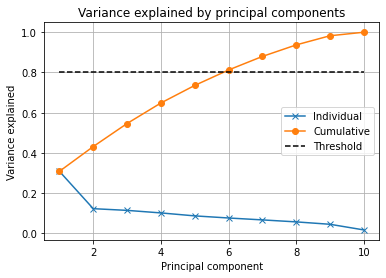 Variance explained by principal components
Variance explained
1.0
0.8
0.6
0.4
0.2
0.0
Individual
Cumulative
Threshold
2 4 6 8 10
Principal component